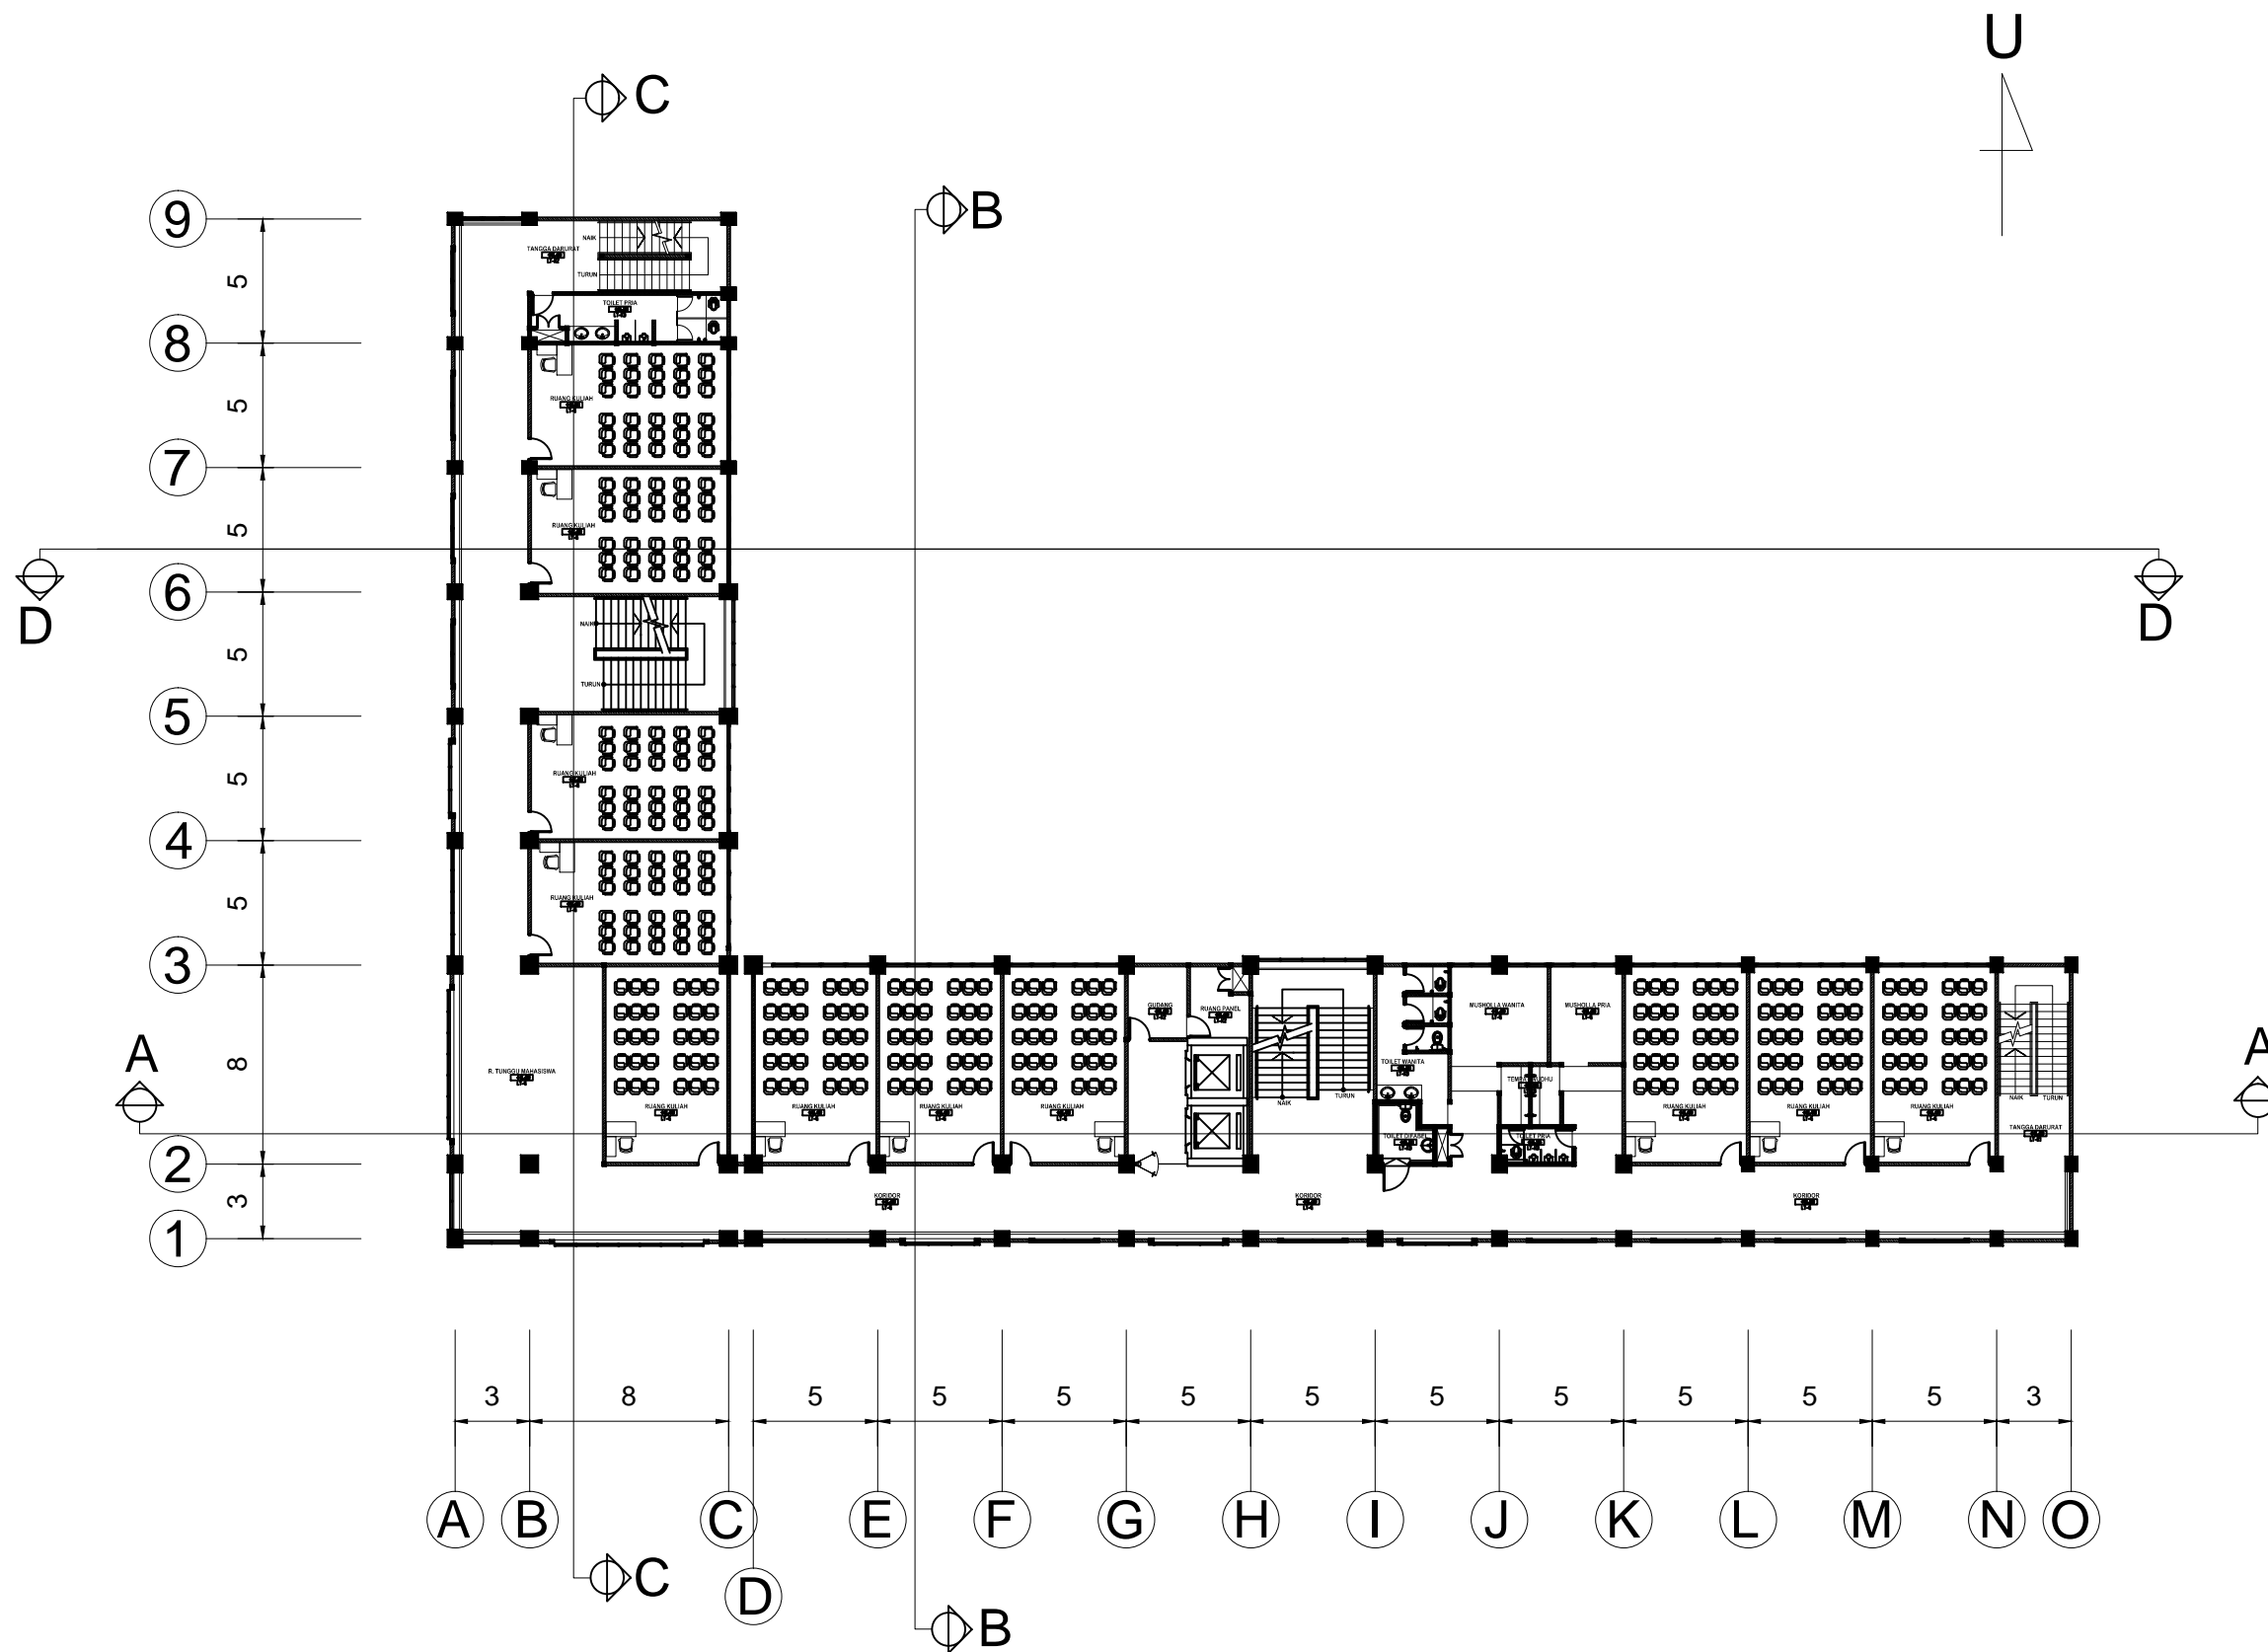 U
C
B
9
NAIK
TANGGA DARURAT
TURUN
5
TOILET PRIA
8
RUANG KULIAH
5
7
RUANG KULIAH
5
D
D
6
NAIK
5
TURUN
5
RUANG KULIAH
5
4
RUANG KULIAH
5
3
GUDANG
RUANG PANEL
MUSHOLLA WANITA
MUSHOLLA PRIA
A
A
8
R. TUNGGU MAHASISWA
TOILET WANITA
NAIK
TURUN
NAIK
TURUN
RUANG KULIAH
RUANG KULIAH
RUANG KULIAH
RUANG KULIAH
RUANG KULIAH
RUANG KULIAH
RUANG KULIAH
TOILET DIFABEL
TOILET PRIA
TANGGA DARURAT
2
3
KORIDOR
KORIDOR
KORIDOR
1
3 8 5 5 5 5 5 5 5 5 5 5 3
A B C E F G H I J K L M N O
D
C
B